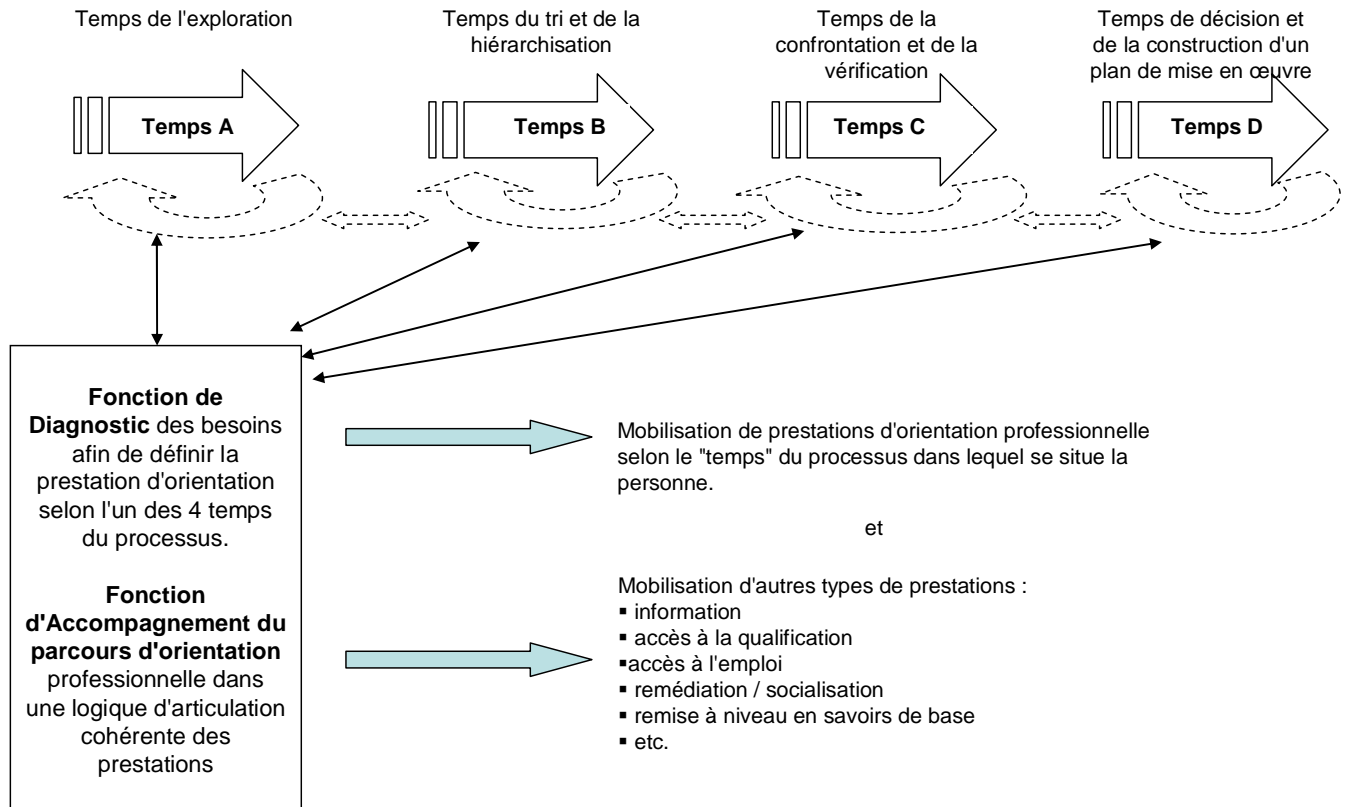 Temps de l'exploration
Temps du tri et de la
hiérarchisation
Temps de la
confrontation et de la
vérification
Temps de décision et
de la construction d'un
plan de mise en œuvre
Temps A
Temps B
Temps C
Temps D
Fonction de
Diagnostic des besoins
afin de définir la
prestation d'orientation
selon l'un des 4 temps
du processus.
Fonction
d'Accompagnement du
parcours d'orientation
professionnelle dans
une logique d'articulation
cohérente des
prestations
Mobilisation de prestations d'orientation professionnelle
selon le "temps" du processus dans lequel se situe la
personne.
et
Mobilisation d'autres types de prestations :
▪ information
▪ accès à la qualification
▪accès à l'emploi
▪ remédiation / socialisation
▪ remise à niveau en savoirs de base
▪ etc.